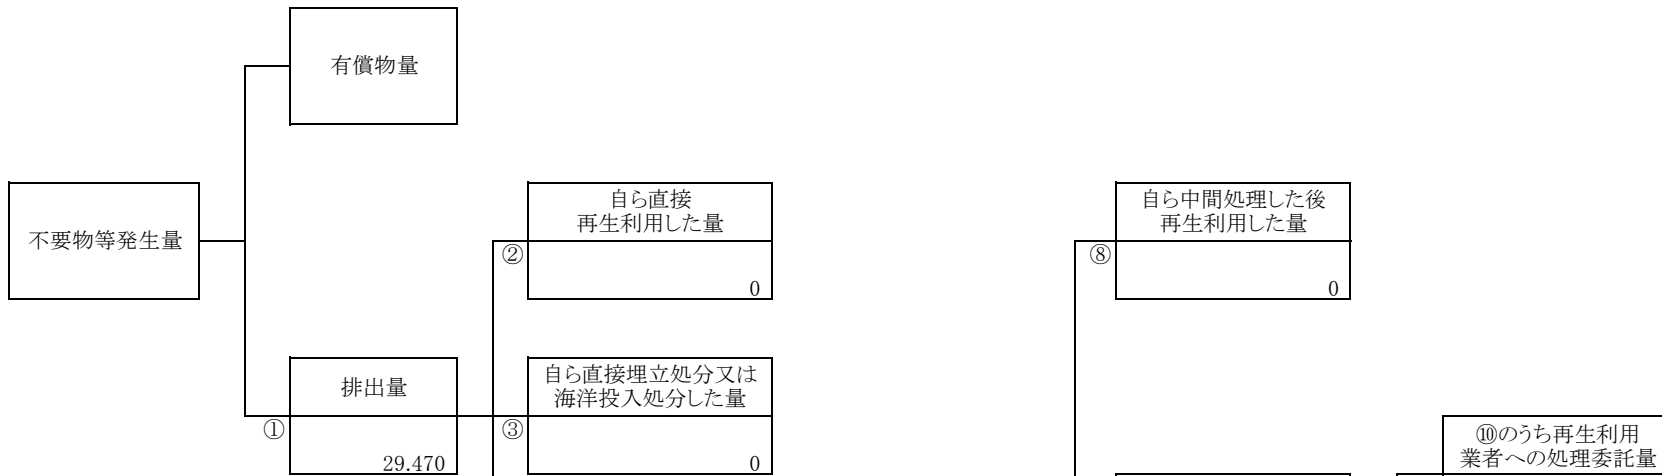 有償物量
不要物等発生量
自ら直接
再生利用した量
②
0
自ら中間処理した後
再生利用した量
⑧
0
排出量
①
29.470
自ら直接埋立処分又は
海洋投入処分した量
③
0
⑩のうち再生利用
業者への処理委託量